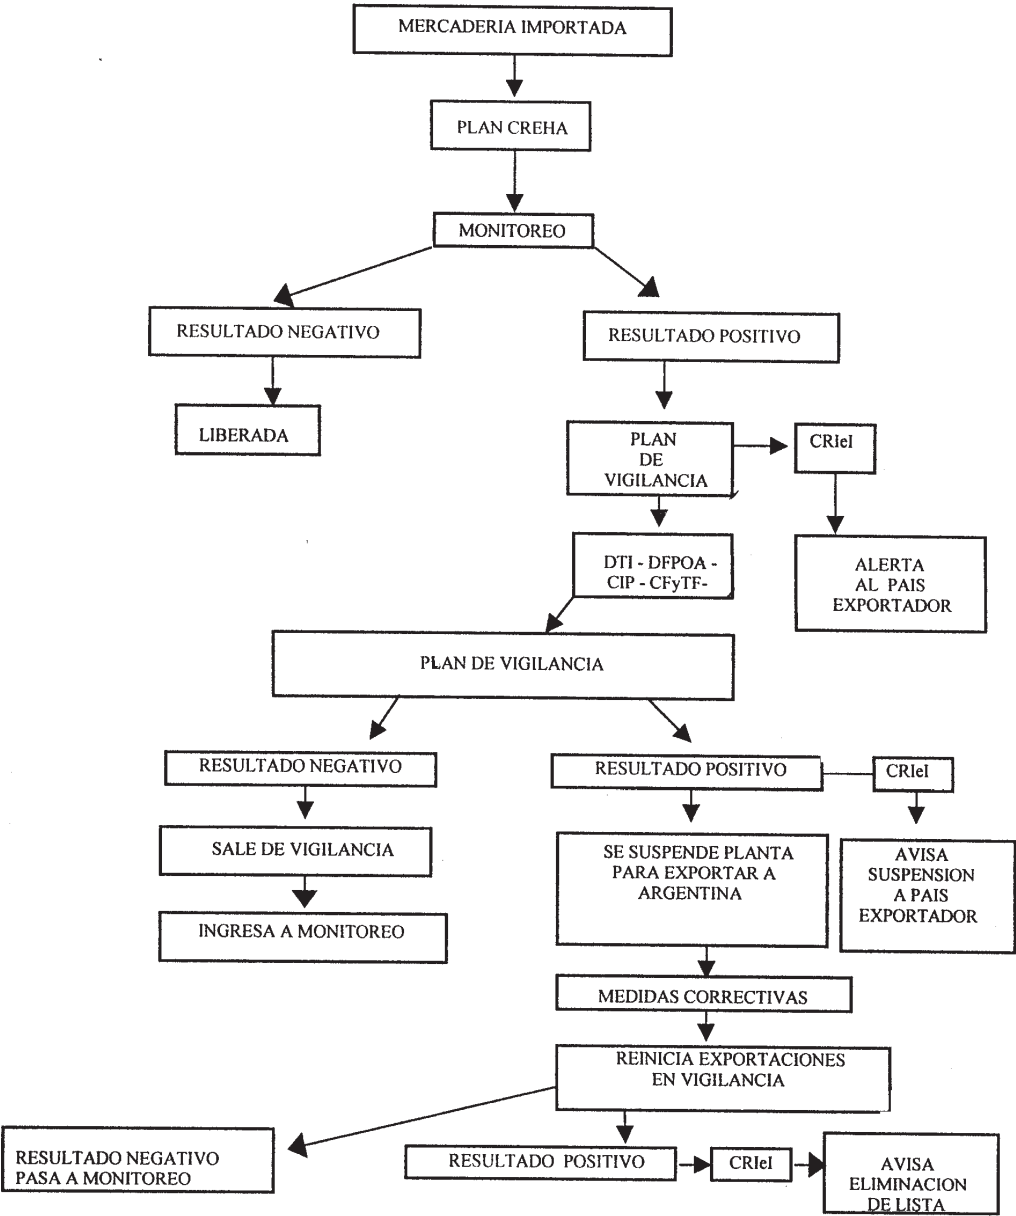 MERCADERIA IMPORTADA
PLAN CREHA
MONITOREO
RESULTADO NEGATIVO
RESULTADO POSITIVO
LIBERADA
PLAN
DE
VIGILANCIA
CRIeI
DTI - DFPOA -
CIP - CFyTF-
ALERTA
AL PAIS
EXPORTADOR
PLAN DE VIGILANCIA
RESULTADO NEGATIVO
RESULTADO POSITIVO
CRIeI
SALE DE VIGILANCIA
SE SUSPENDE PLANTA
PARA EXPORTAR A
ARGENTINA
AVISA
SUSPENSION
A PAIS
EXPORTADOR
INGRESA A MONITOREO
MEDIDAS CORRECTIVAS
REINICIA EXPORTACIONES
EN VIGILANCIA
RESULTADO NEGATIVO
PASA A MONITOREO
RESULTADO POSITIVO
CRIeI
AVISA
ELIMINACION
DE LISTA